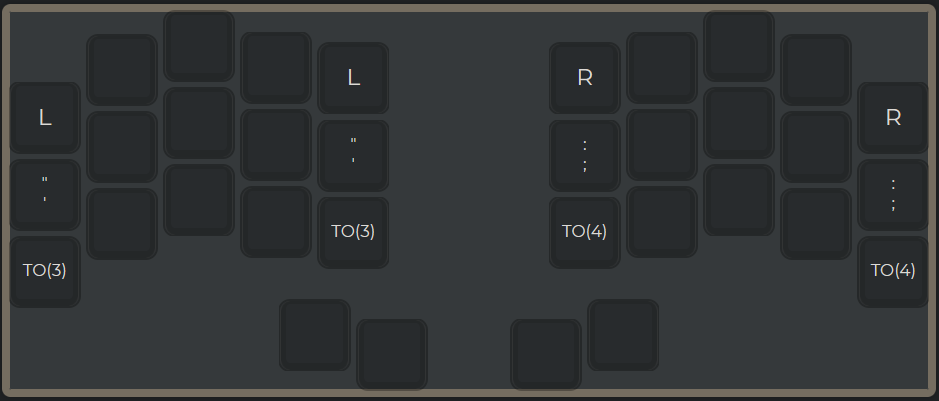 L R
L R
"
'
:
;
"
'
:
;
TO(3) TO(4)
TO(3) TO(4)